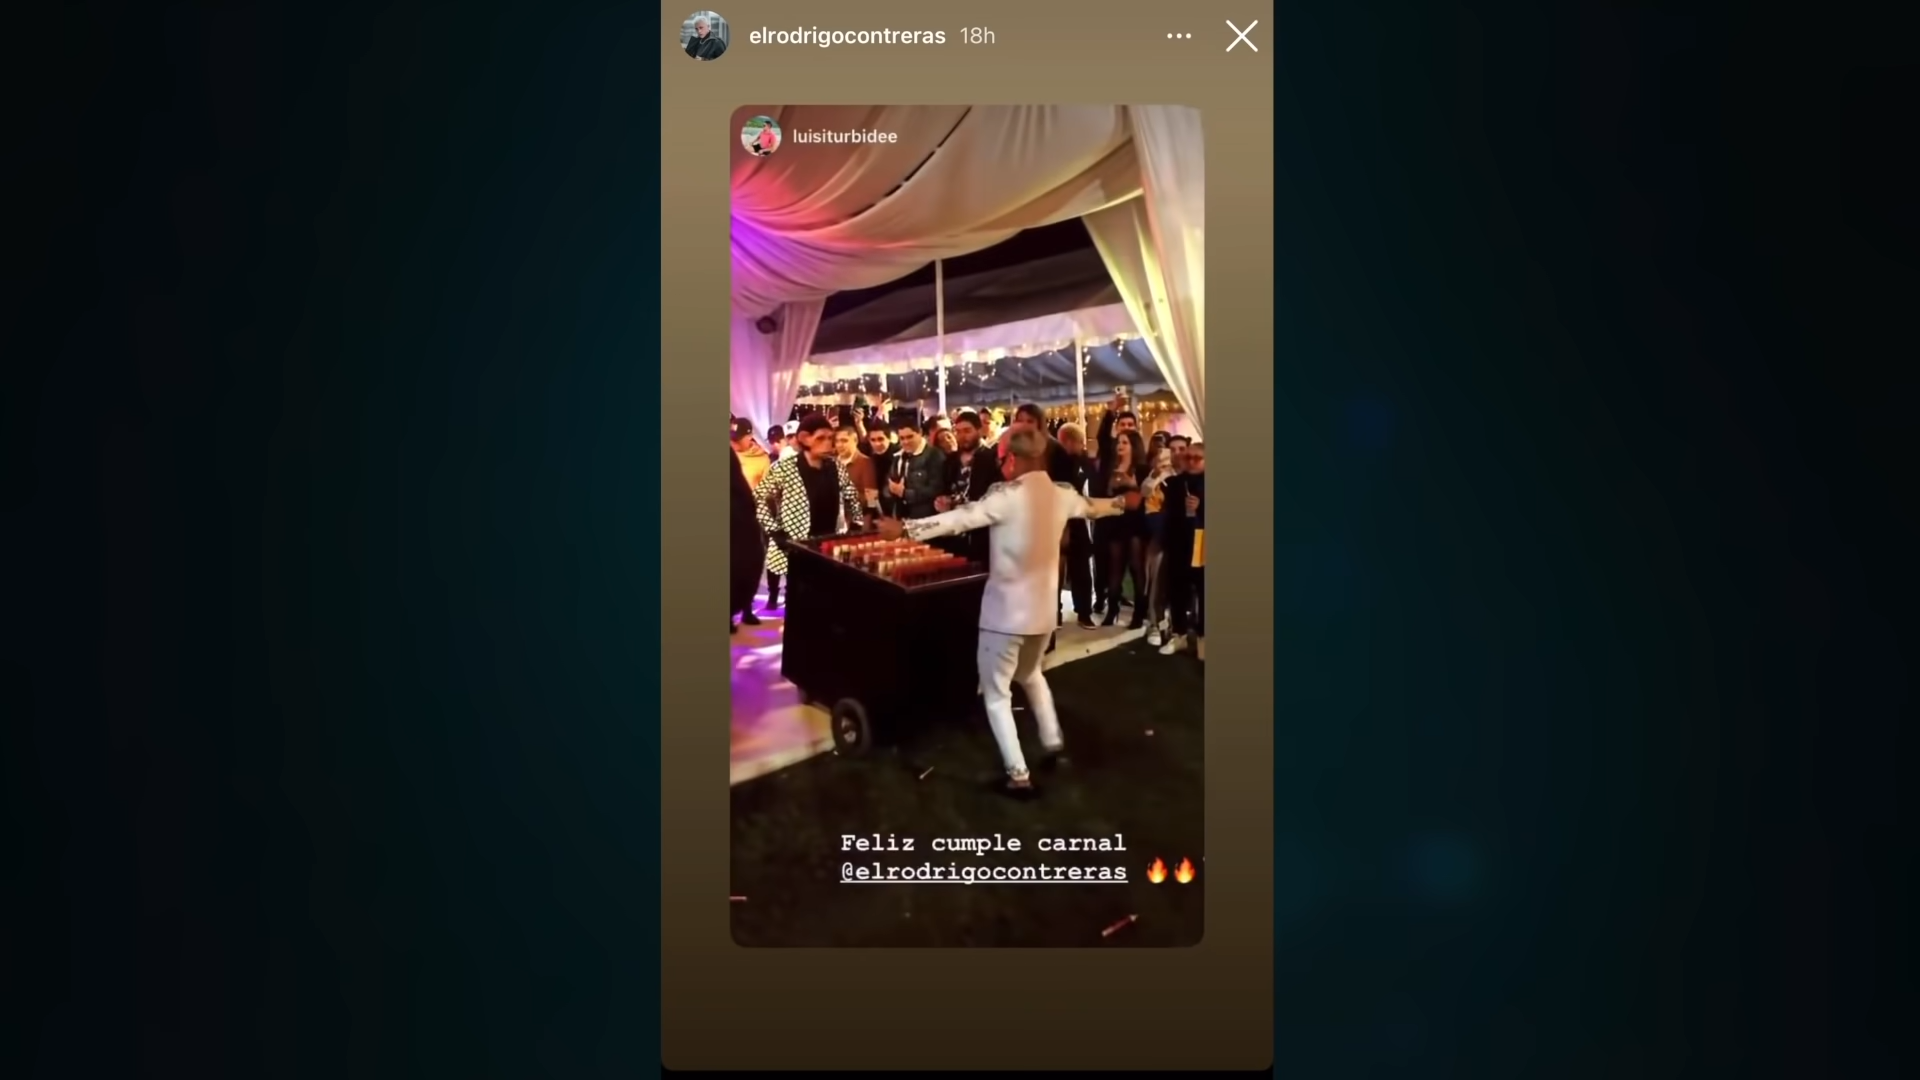 elrodrigocontreras 18h
luisiturbidee
Feliz cumple carnal
@elrodrigocontreras 🔥🔥